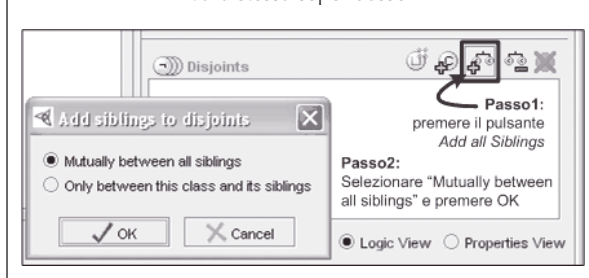 Disjoints
Passo1:
premere il pulsante
Add all Siblings
Add siblings to disjoints
Mutually between all siblings
Only between this class and its siblings
OK
Cancel
Passo2:
Selezionare “Mutually between
all siblings” e premere OK
Logic View
Properties View